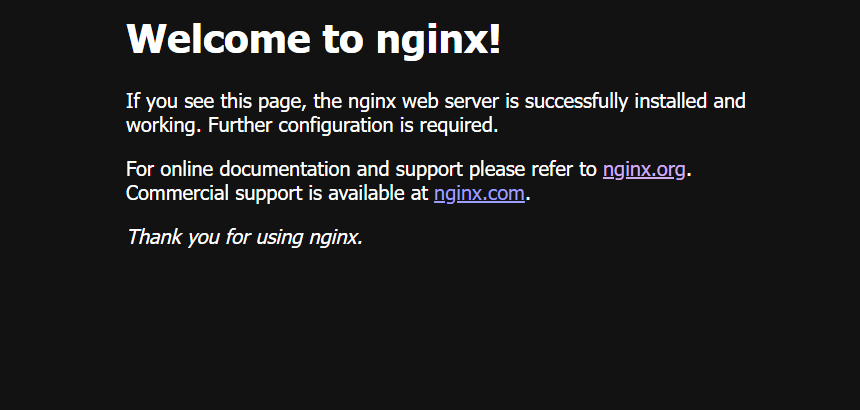 Welcome to nginx!
If you see this page, the nginx web server is successfully installed and
working. Further configuration is required.
For online documentation and support please refer to nginx.org.
Commercial support is available at nginx.com.
Thank you for using nginx.